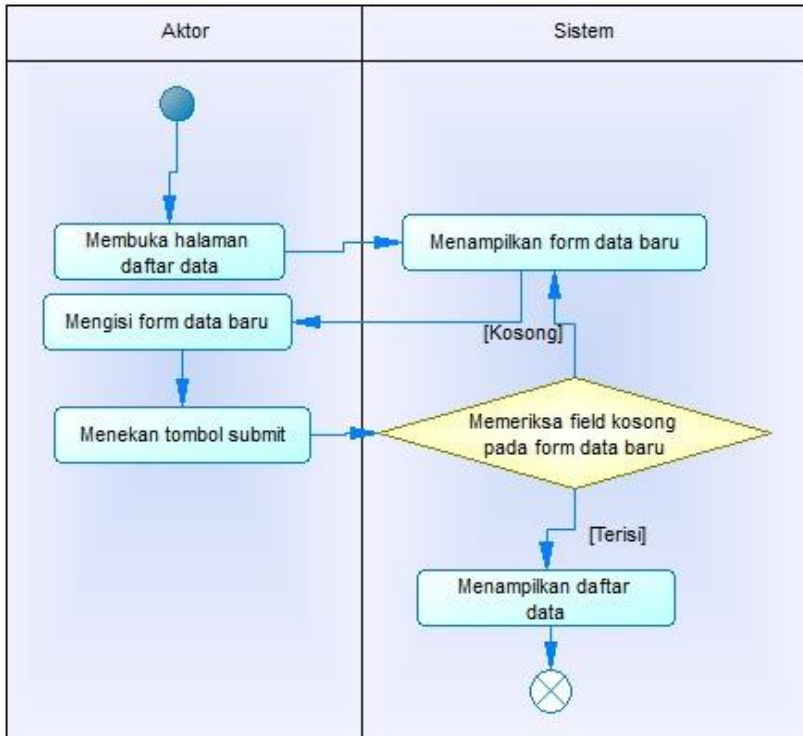 Aktor
Sistem
Membuka halaman
daftar data
Menampilkan form data baru
Mengisi form data baru
[Kosong]
Menekan tombol submit
Memeriksa field kosong
pada form data baru
[Terisi]
Menampilkan daftar
data